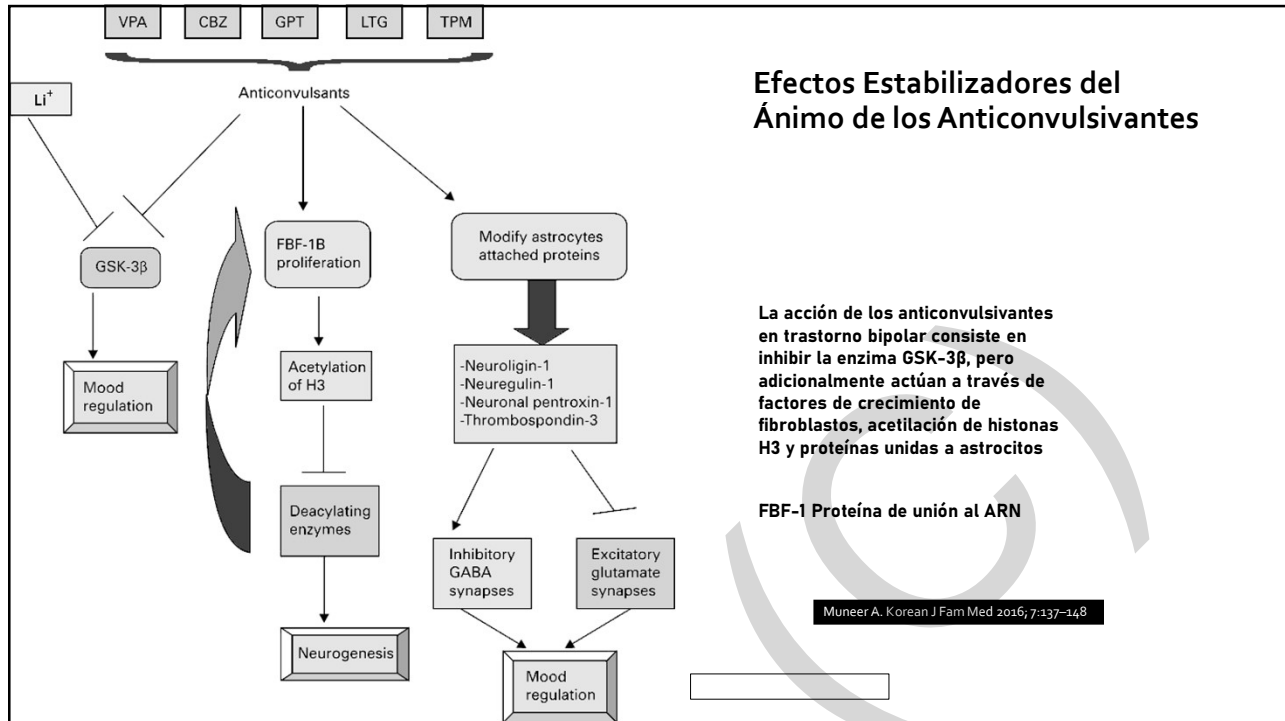 VPA CBZ GPT LTG TPM
Anticonvulsants
Li⁺
GSK-3β
Mood
regulation
FBF-1B
proliferation
Acetylation
of H3
Deacylating
enzymes
Neurogenesis
Modify astrocytes
attached proteins
-Neuroligin-1
-Neuregulin-1
-Neuronal pentroxin-1
-Thrombospondin-3
Inhibitory
GABA
synapses
Excitatory
glutamate
synapses
Mood
regulation
Efectos Estabilizadores del
Ánimo de los Anticonvulsivantes
La acción de los anticonvulsivantes
en trastorno bipolar consiste en
inhibir la enzima GSK-3β, pero
adicionalmente actúan a través de
factores de crecimiento de
fibroblastos, acetilación de histonas
H3 y proteínas unidas a astrocitos
FBF-1 Proteína de unión al ARN
Muneer A. Korean J Fam Med 2016; 7:137–148